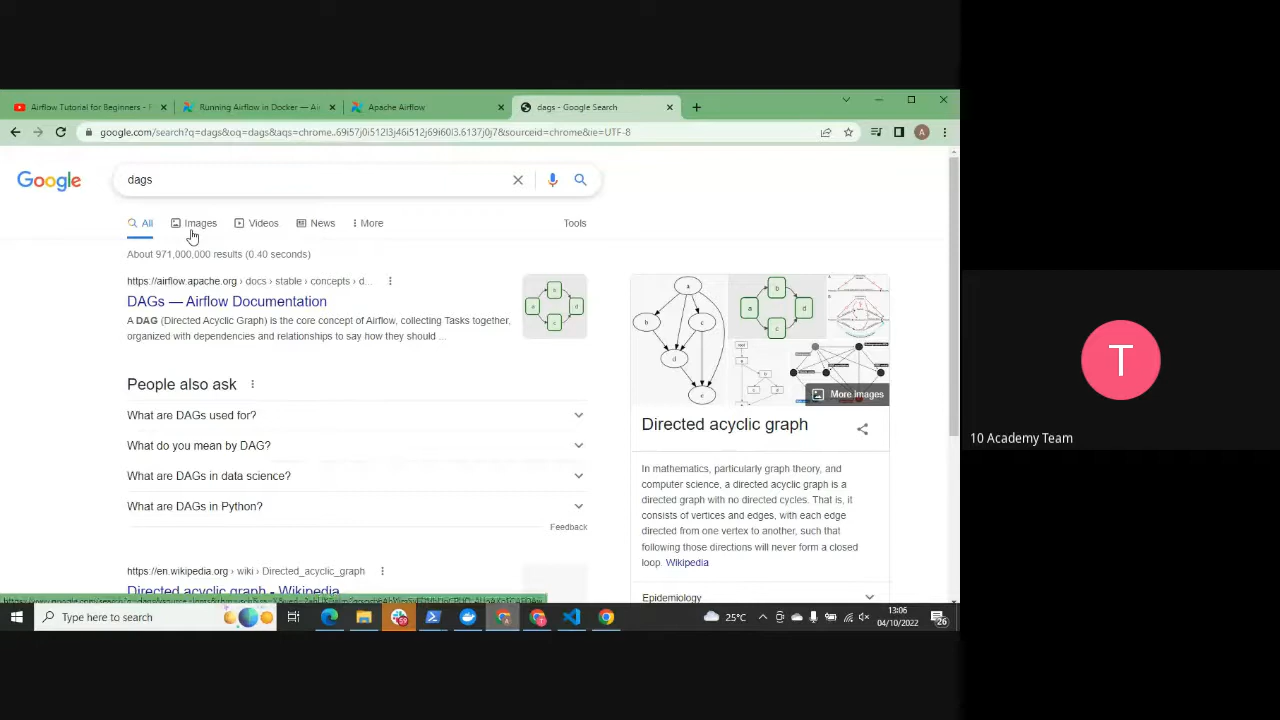 Airflow Tutorial for Beginners - F
Running Airflow in Docker — Ai
Apache Airflow
dags - Google Search
google.com/search?q=dags&oq=dags&aqs=chrome..69i57j0i512l3j46i512j69i60l3.6137j0j7&sourceid=chrome&ie=UTF-8
A
Google
dags
All
Images
Videos
News
More
Tools
About 971,000,000 results (0.40 seconds)
https://airflow.apache.org › docs › stable › concepts › d...
DAGs — Airflow Documentation
A DAG (Directed Acyclic Graph) is the core concept of Airflow, collecting Tasks together,
organized with dependencies and relationships to say how they should ...
People also ask
What are DAGs used for?
What do you mean by DAG?
What are DAGs in data science?
What are DAGs in Python?
Feedback
https://en.wikipedia.org › wiki › Directed_acyclic_graph
Directed acyclic graph - Wikipedia
a
b
c
d
e
a
b
c
d
More images
Directed acyclic graph
In mathematics, particularly graph theory, and
computer science, a directed acyclic graph is a
directed graph with no directed cycles. That is, it
consists of vertices and edges, with each edge
directed from one vertex to another, such that
following those directions will never form a closed
loop. Wikipedia
Epidemiology
Type here to search
25°C
13:06
04/10/2022
26
T
10 Academy Team